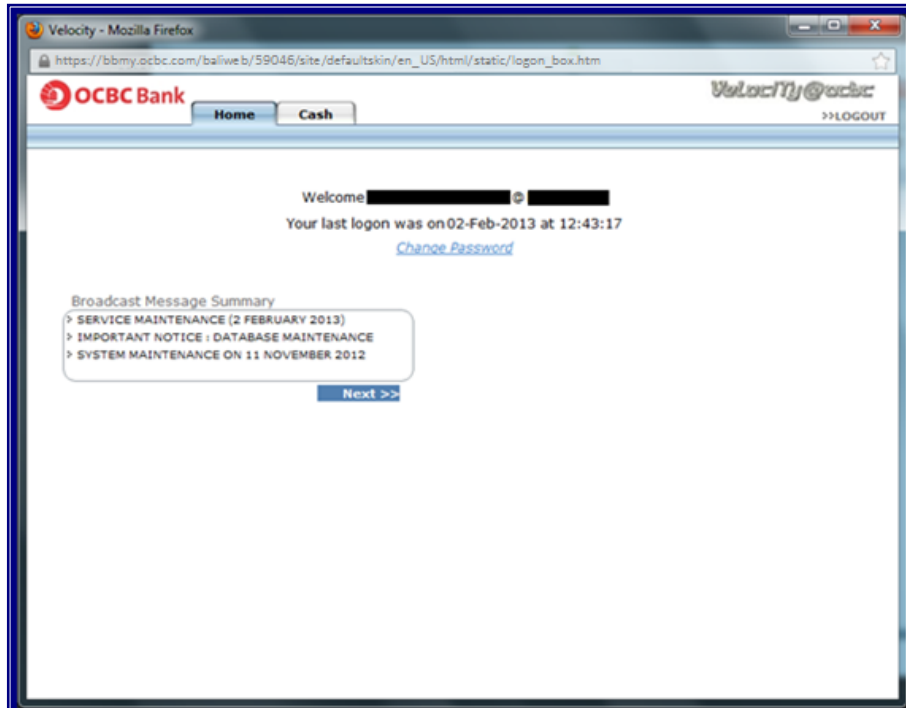 Velocity - Mozilla Firefox
https://bbmy.ocbc.com/baliweb/59046/site/defaultskin/en_US/html/static/logon_box.htm
OCBC Bank
Velocity@ocbc
Home Cash
>>LOGOUT
Welcome @
Your last logon was on 02-Feb-2013 at 12:43:17
Change Password
Broadcast Message Summary
> SERVICE MAINTENANCE (2 FEBRUARY 2013)
> IMPORTANT NOTICE : DATABASE MAINTENANCE
> SYSTEM MAINTENANCE ON 11 NOVEMBER 2012
Next >>